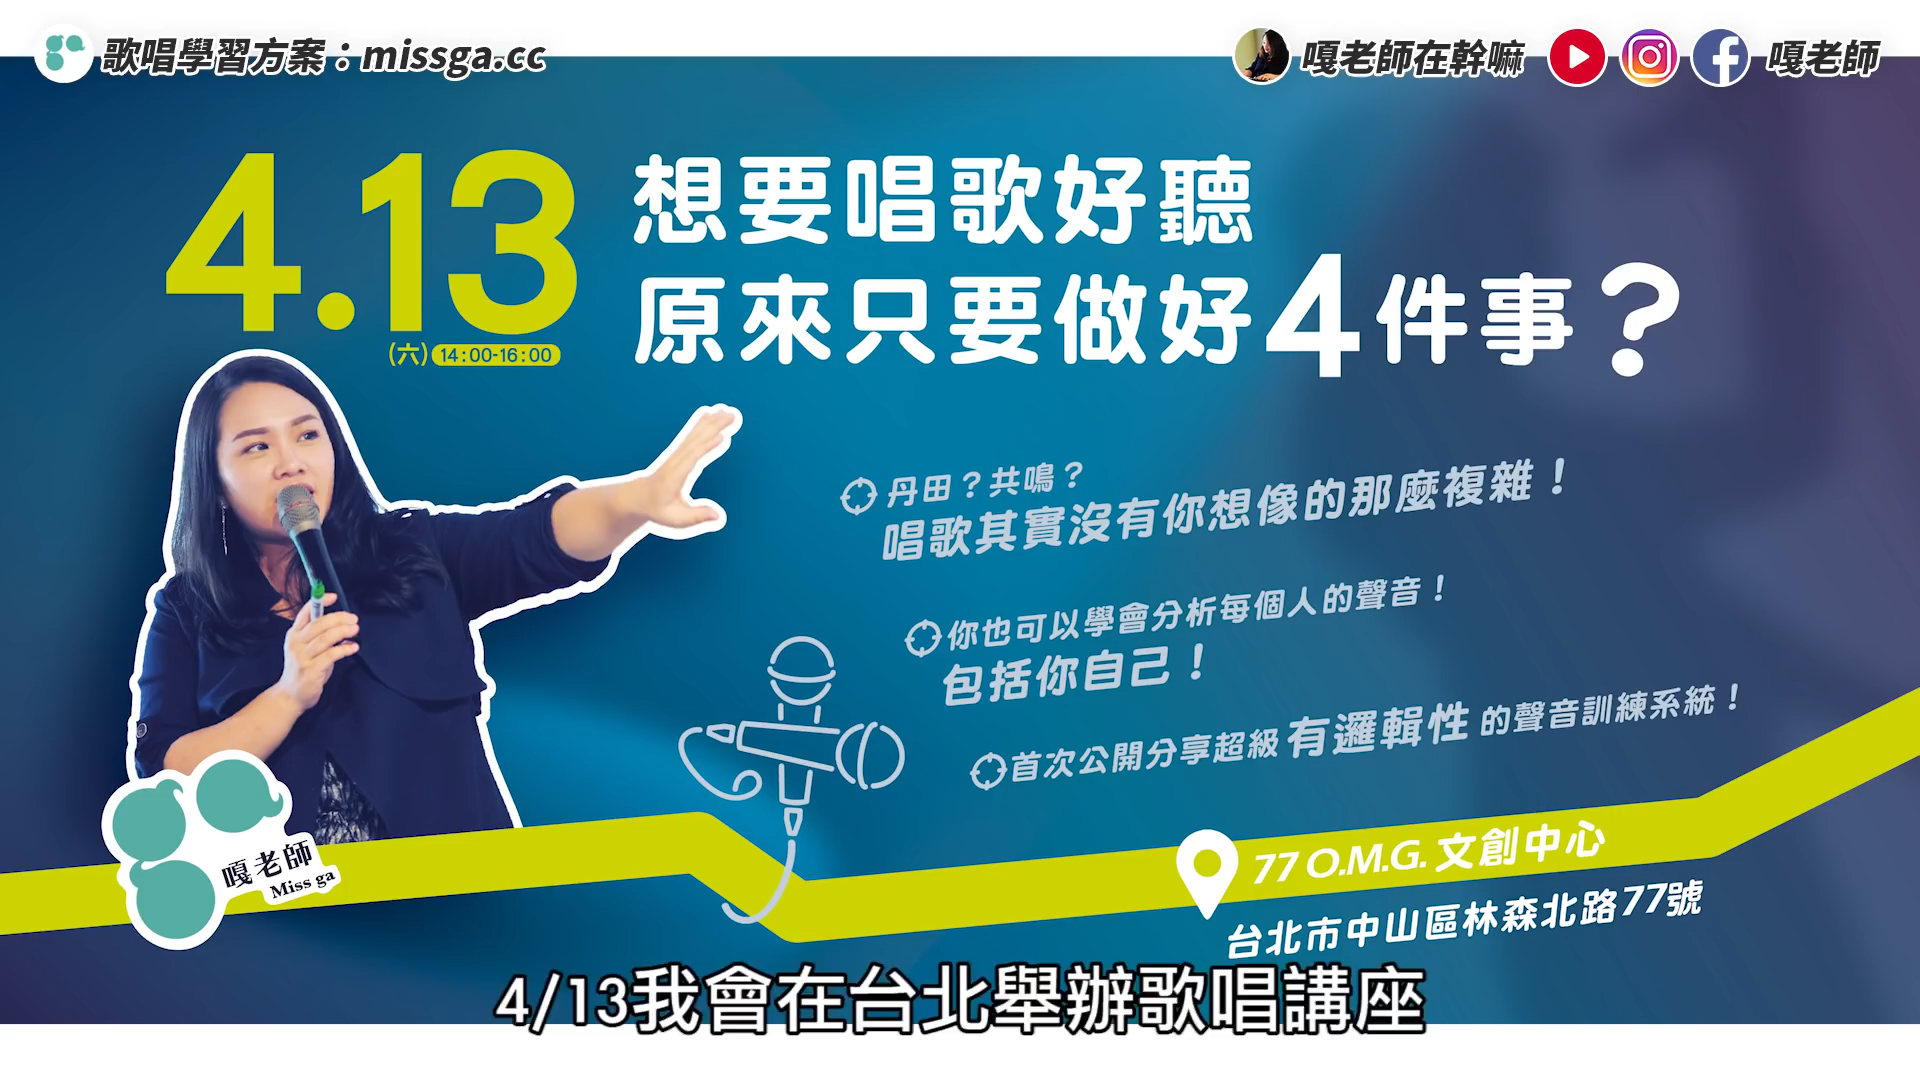 歌唱學習方案：missga.cc
嘎老師在幹嘛
嘎老師
4.13
(六) 14:00-16:00
想要唱歌好聽
原來只要做好4件事？
丹田？共鳴？
唱歌其實沒有你想像的那麼複雜！
你也可以學會分析每個人的聲音！
包括你自己！
首次公開分享超級有邏輯性的聲音訓練系統！
嘎老師
Miss ga
77 O.M.G. 文創中心
台北市中山區林森北路77號
4/13我會在台北舉辦歌唱講座